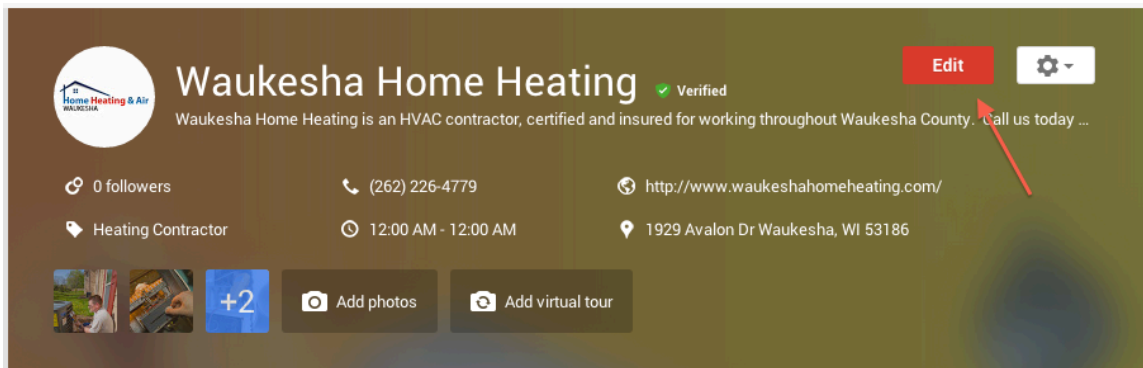 Edit
Home Heating & Air
WAUKESHA
Waukesha Home Heating
Verified
Waukesha Home Heating is an HVAC contractor, certified and insured for working throughout Waukesha County. Call us today ...
0 followers
(262) 226-4779
http://www.waukeshahomeheating.com/
Heating Contractor
12:00 AM - 12:00 AM
1929 Avalon Dr Waukesha, WI 53186
+2
Add photos
Add virtual tour